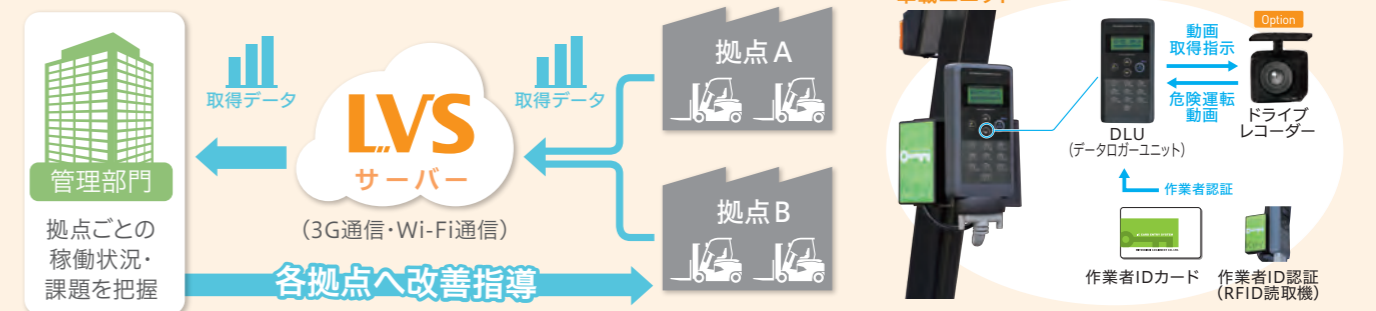 取得データ
LVS
サーバー
(3G通信・Wi-Fi通信)
取得データ
管理部門
拠点ごとの
稼働状況・
課題を把握
各拠点へ改善指導
拠点A
拠点B
Option
動画
取得指示
危険運転
動画
ドライブ
レコーダー
DLU
(データロガーユニット)
作業者認証
作業者IDカード
作業者ID認証
(RFID読取機)